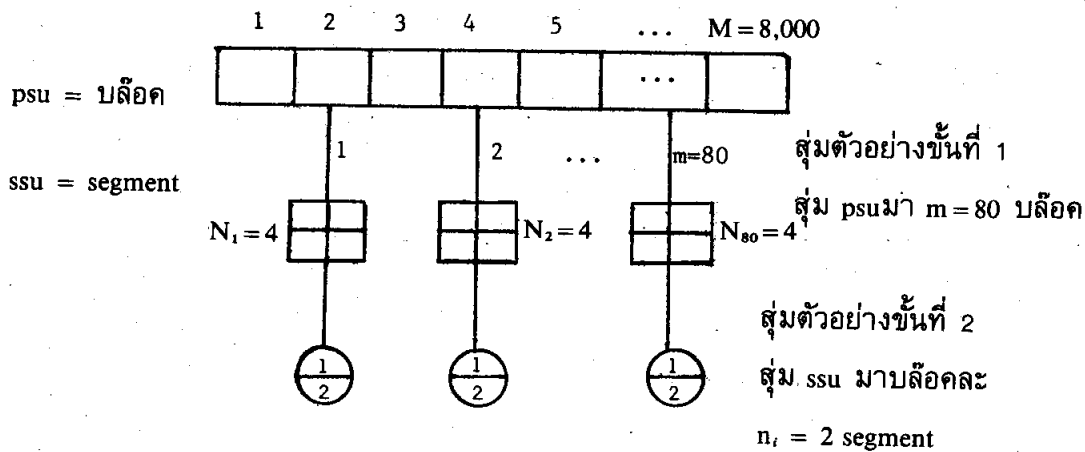 1 2 3 4 5 ... M = 8,000
psu = บล๊อค
...
1 2 ... m=80
ssu = segment
สุ่มตัวอย่างขั้นที่ 1
สุ่ม psuมา m = 80 บล๊อค
N₁ = 4 N₂ = 4 N₈₀ = 4
สุ่มตัวอย่างขั้นที่ 2
1 1 1
2 2 2
สุ่ม ssu มาบล๊อคละ
nᵢ = 2 segment